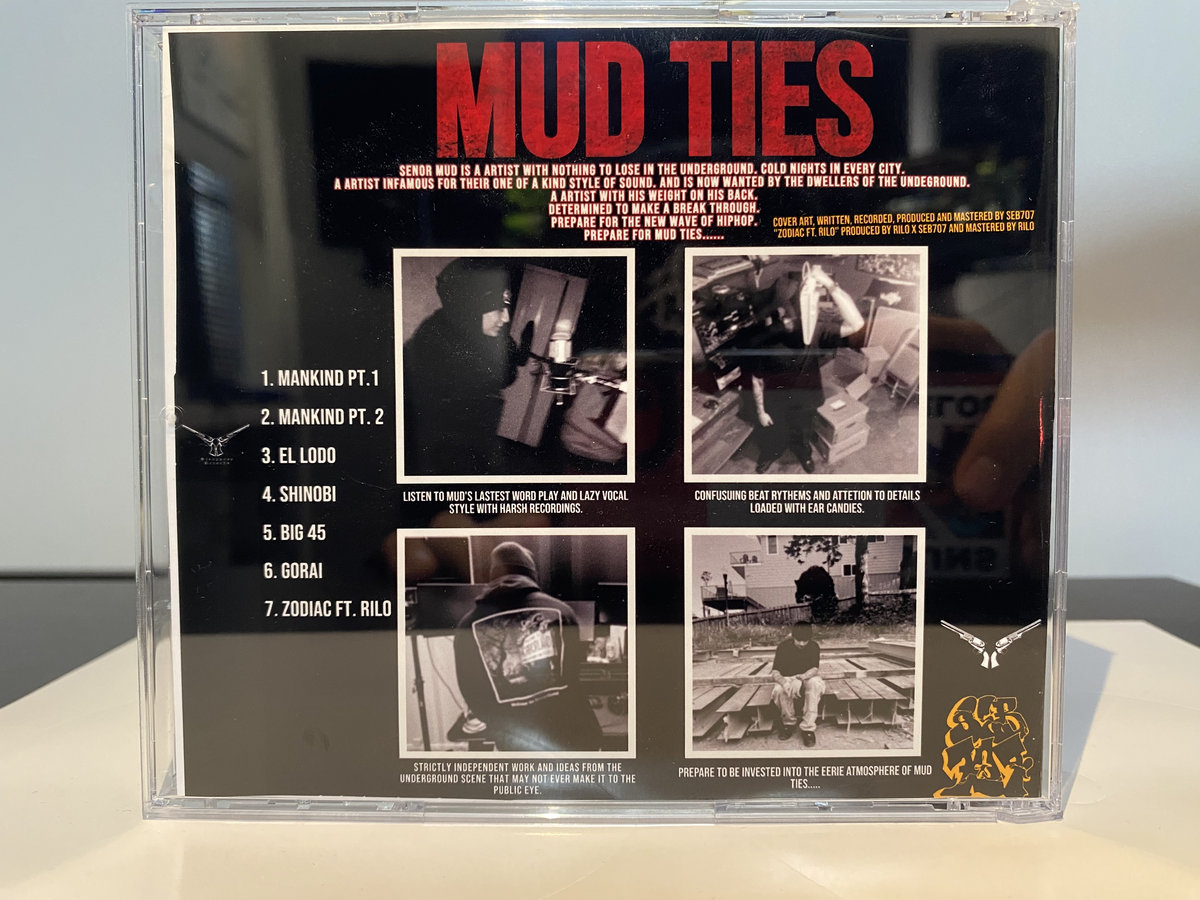 MUD TIES
SENOR MUD IS A ARTIST WITH NOTHING TO LOSE IN THE UNDERGROUND. COLD NIGHTS IN EVERY CITY.
A ARTIST INFAMOUS FOR THEIR ONE OF A KIND STYLE OF SOUND. AND IS NOW WANTED BY THE DWELLERS OF THE UNDEGROUND.
A ARTIST WITH HIS WEIGHT ON HIS BACK.
DETERMINED TO MAKE A BREAK THROUGH.
PREPARE FOR THE NEW WAVE OF HIPHOP.
PREPARE FOR MUD TIES......
COVER ART, WRITTEN, RECORDED, PRODUCED AND MASTERED BY SEB707
"ZODIAC FT. RILO" PRODUCED BY RILO X SEB707 AND MASTERED BY RILO
1. MANKIND PT.1
2. MANKIND PT. 2
3. EL LODO
4. SHINOBI
5. BIG 45
6. GORAI
7. ZODIAC FT. RILO
LISTEN TO MUD'S LASTEST WORD PLAY AND LAZY VOCAL
STYLE WITH HARSH RECORDINGS.
CONFUSUING BEAT RYTHEMS AND ATTETION TO DETAILS
LOADED WITH EAR CANDIES.
STRICTLY INDEPENDENT WORK AND IDEAS FROM THE
UNDERGROUND SCENE THAT MAY NOT EVER MAKE IT TO THE
PUBLIC EYE.
PREPARE TO BE INVESTED INTO THE EERIE ATMOSPHERE OF MUD
TIES.....